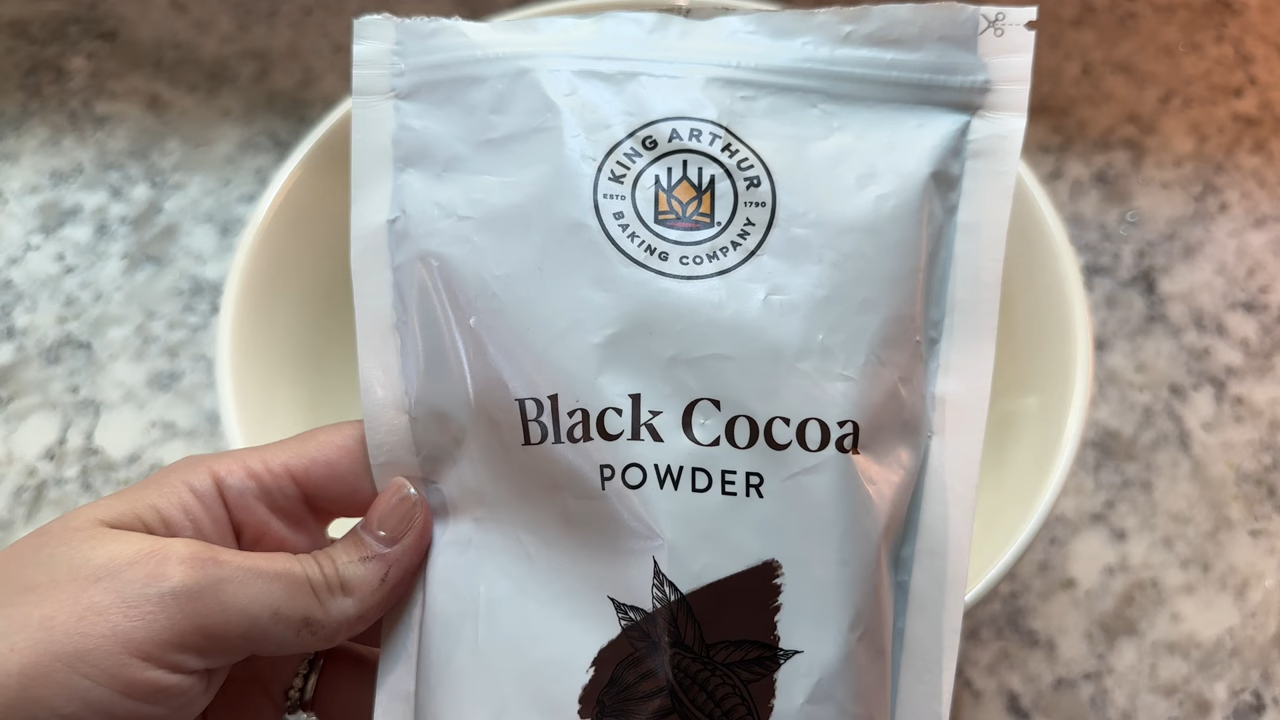 KING ARTHUR
ESTD 1790
BAKING COMPANY
Black Cocoa
POWDER